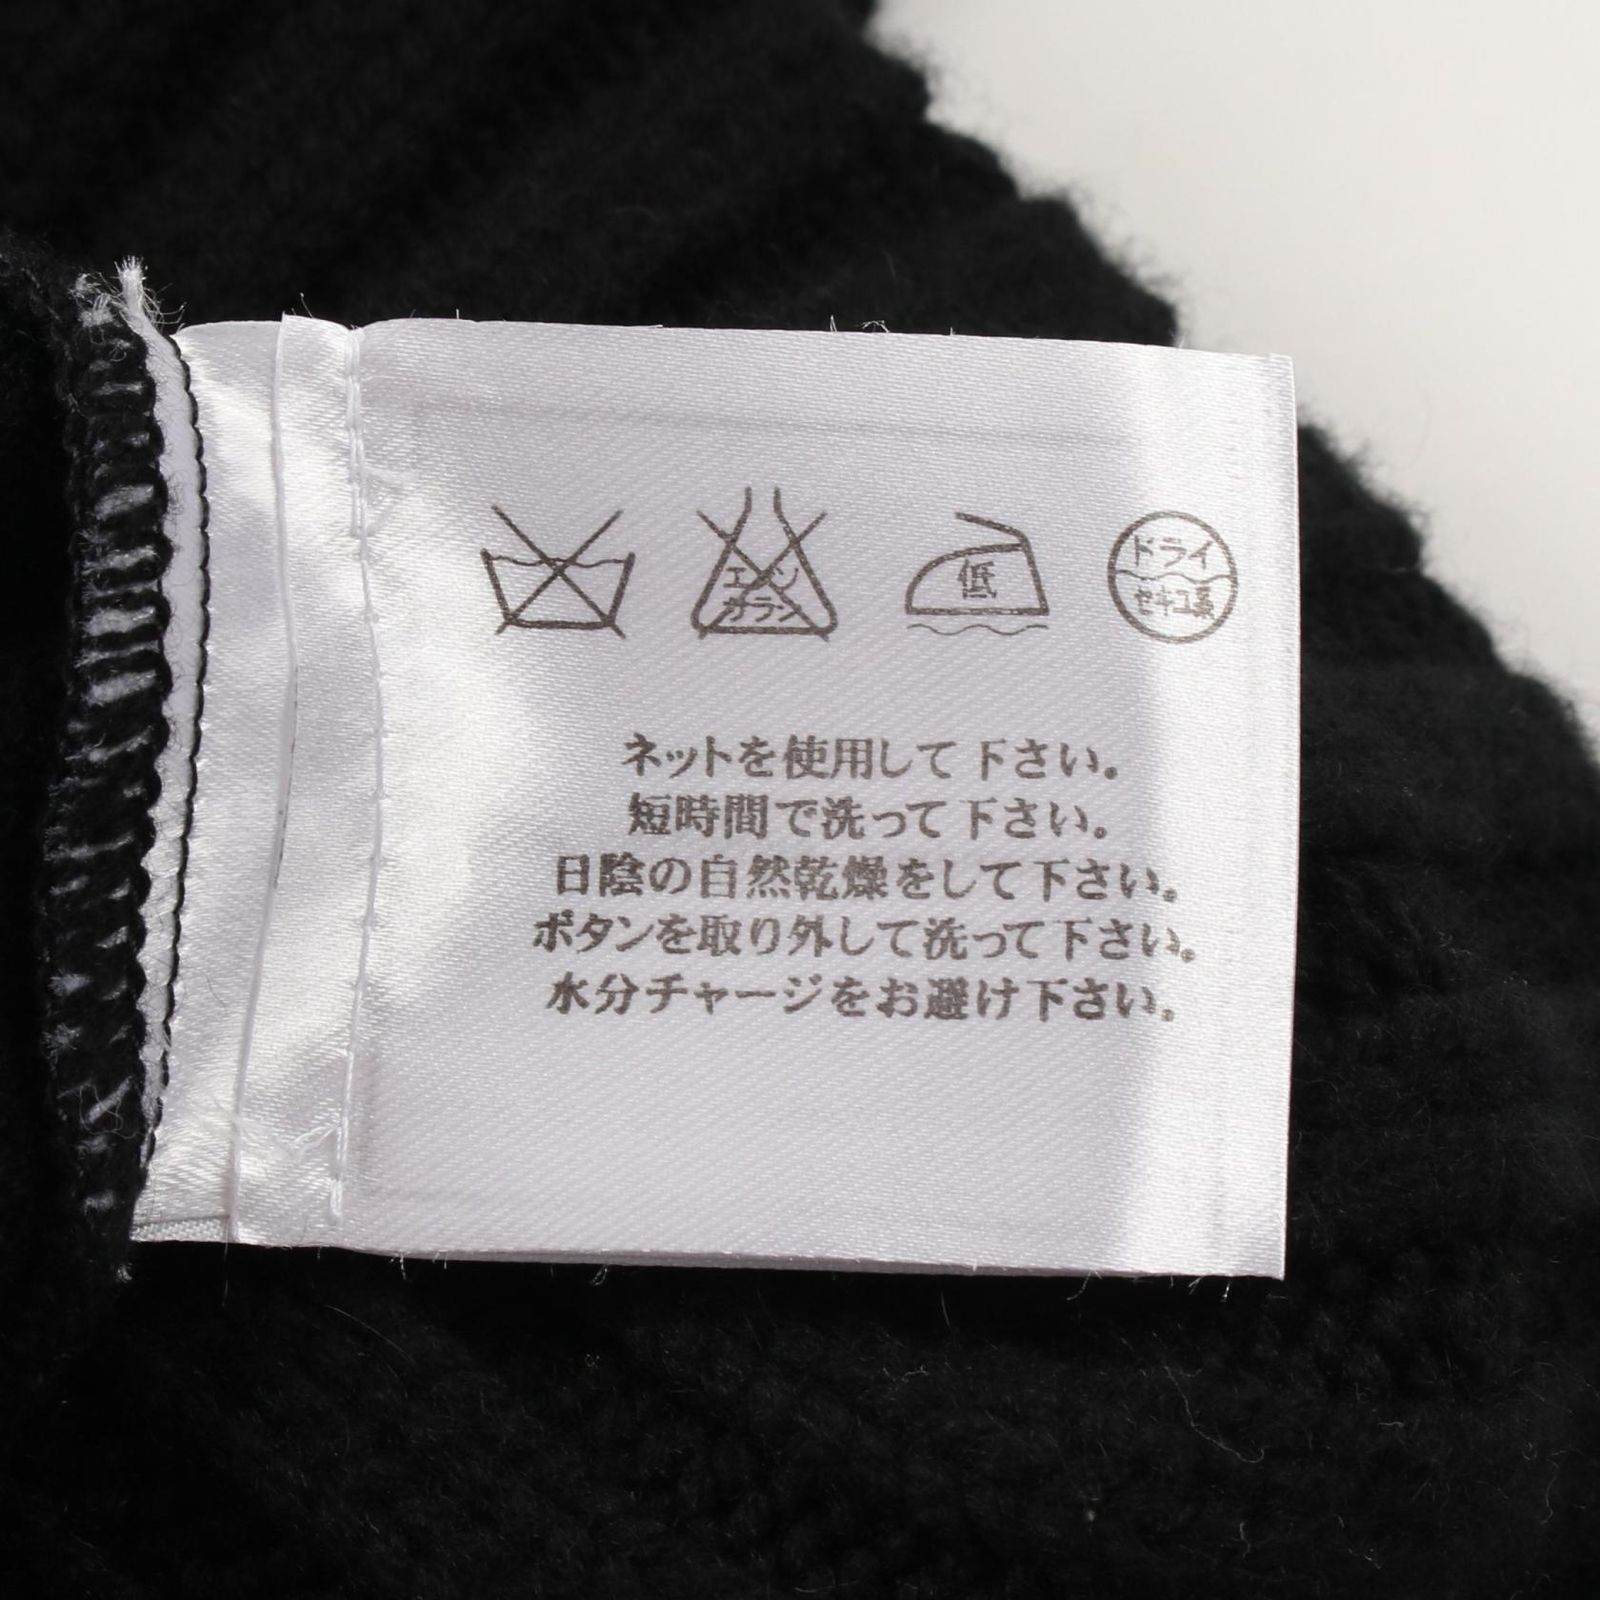 エンソ
サラシ
低
ドライ
セキユ系
ネットを使用して下さい。
短時間で洗って下さい。
日陰の自然乾燥をして下さい。
ボタンを取り外して洗って下さい。
水分チャージをお避け下さい。